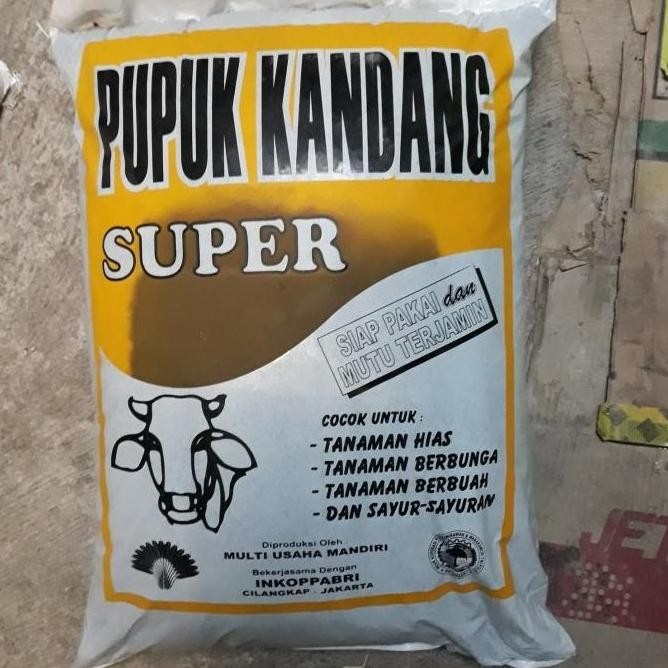 PUPUK KANDANG
SUPER
SIAP PAKAI dan
MUTU TERJAMIN
COCOK UNTUK :
- TANAMAN HIAS
- TANAMAN BERBUNGA
- TANAMAN BERBUAH
- DAN SAYUR-SAYURAN
Diproduksi Oleh :
MULTI USAHA MANDIRI
Bekerjasama Dengan
INKOPPABRI
CILANGKAP - JAKARTA
JET